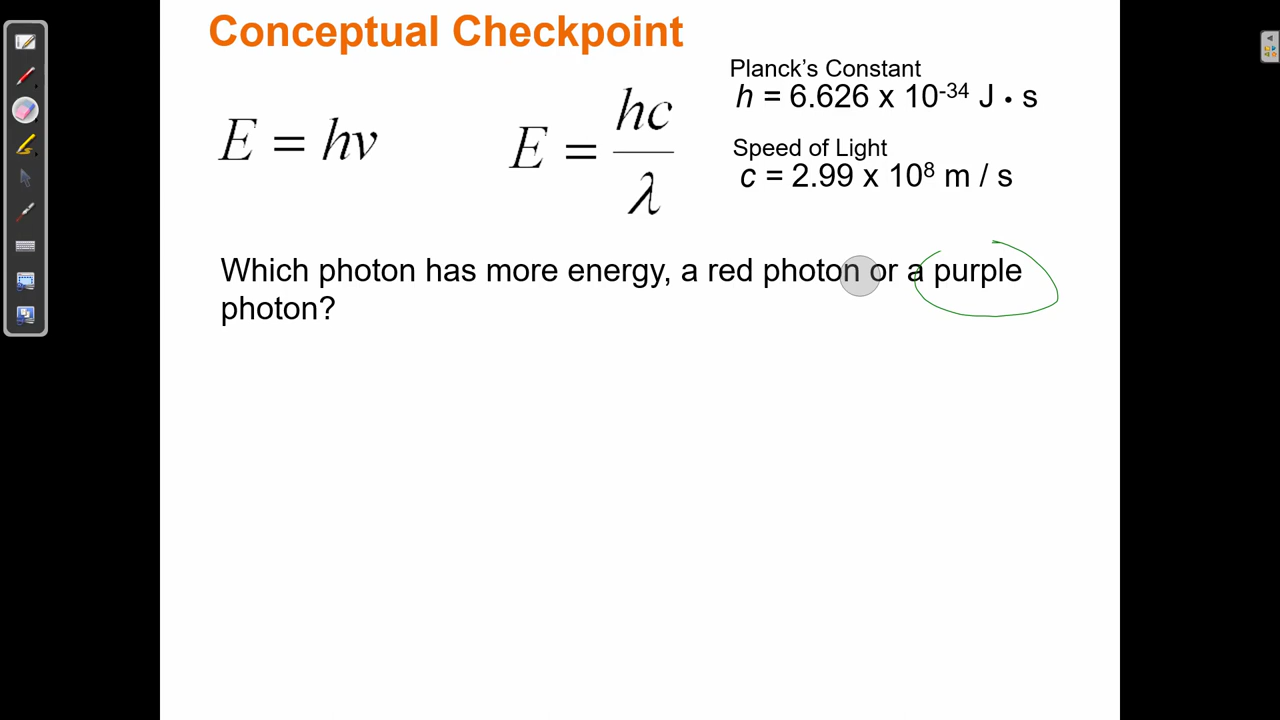 Conceptual Checkpoint
E = hν
E = hc/λ
Planck’s Constant
h = 6.626 x 10⁻³⁴ J • s
Speed of Light
c = 2.99 x 10⁸ m / s
Which photon has more energy, a red photon or a purple
photon?